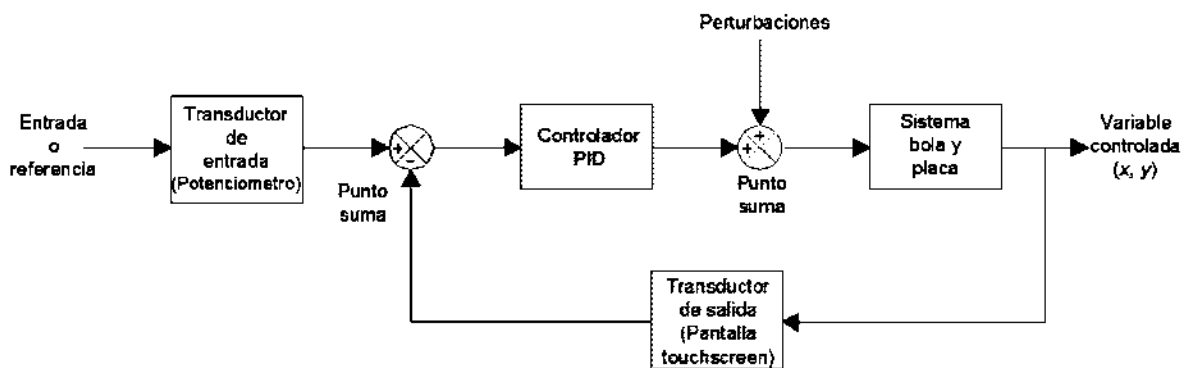 Perturbaciones
Entrada
o
referencia
Transductor
de
entrada
(Potenciometro)
+
-
Punto
suma
Controlador
PID
+
+
Punto
suma
Sistema
bola y
placa
Variable
controlada
(x, y)
Transductor
de salida
(Pantalla
touchscreen)